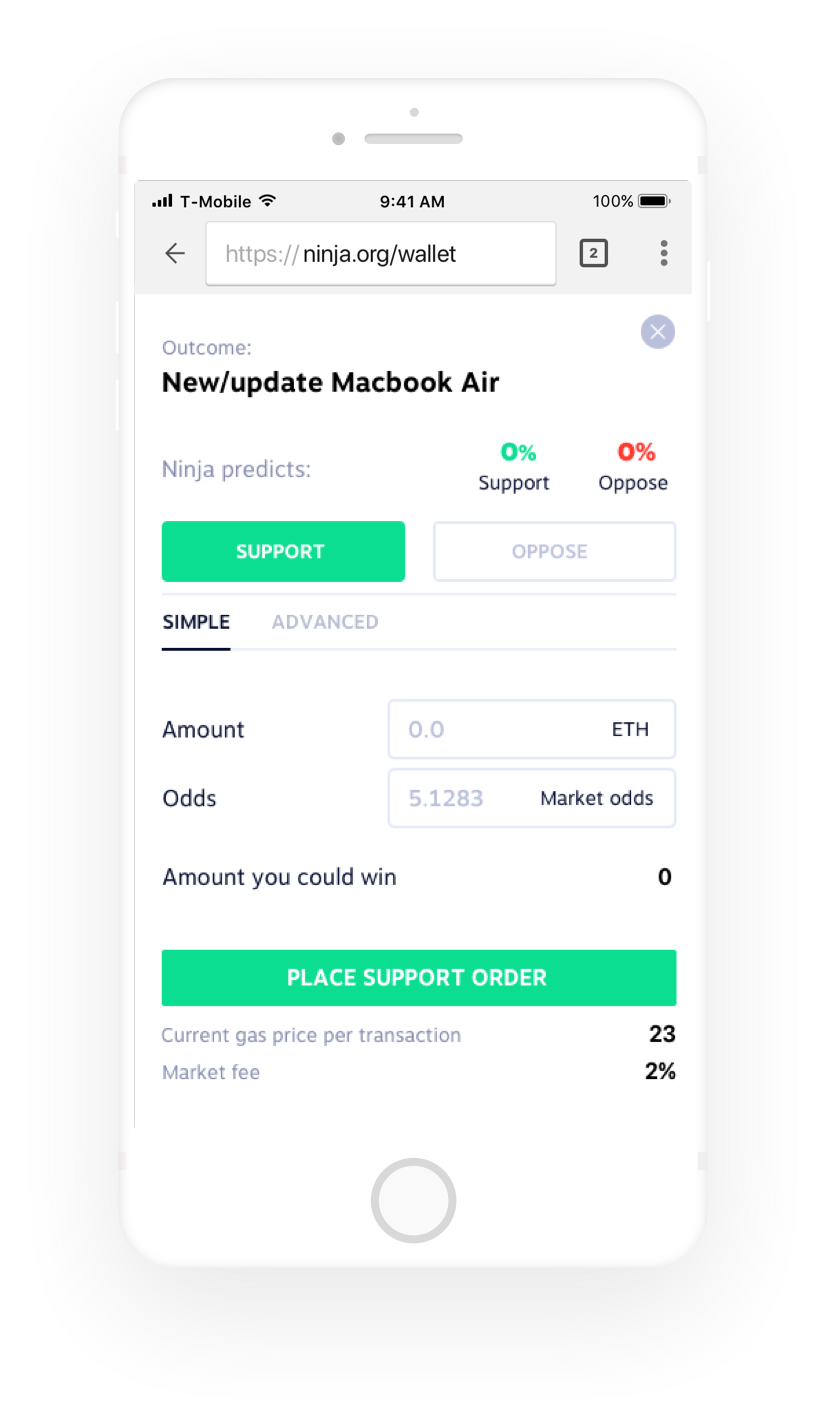 T-Mobile 9:41 AM 100%
https:// ninja.org/wallet 2
Outcome:
New/update Macbook Air
Ninja predicts: 0% Support 0% Oppose
SUPPORT OPPOSE
SIMPLE ADVANCED
Amount 0.0 ETH
Odds 5.1283 Market odds
Amount you could win 0
PLACE SUPPORT ORDER
Current gas price per transaction 23
Market fee 2%